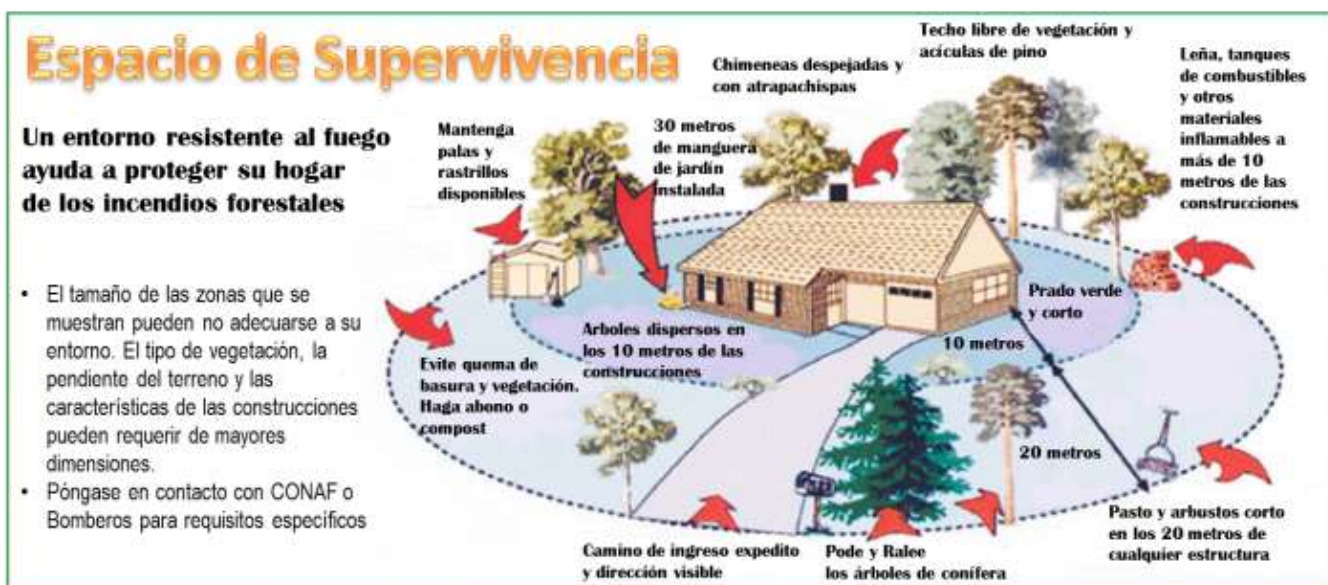 Espacio de Supervivencia
Un entorno resistente al fuego
ayuda a proteger su hogar
de los incendios forestales
• El tamaño de las zonas que se
muestran pueden no adecuarse a su
entorno. El tipo de vegetación, la
pendiente del terreno y las
características de las construcciones
pueden requerir de mayores
dimensiones.
• Póngase en contacto con CONAF o
Bomberos para requisitos específicos
Mantenga
palas y
rastrillos
disponibles
30 metros
de manguera
de jardín
instalada
Chimeneas despejadas y
con atrapachispas
Techo libre de vegetación y
acículas de pino
Leña, tanques
de combustibles
y otros
materiales
inflamables a
más de 10
metros de las
construcciones
Prado verde
y corto
10 metros
Arboles dispersos en
los 10 metros de las
construcciones
Evite quema de
basura y vegetación.
Haga abono o
compost
20 metros
Camino de ingreso expedito
y dirección visible
Pode y Ralee
los árboles de conífera
Pasto y arbustos corto
en los 20 metros de
cualquier estructura